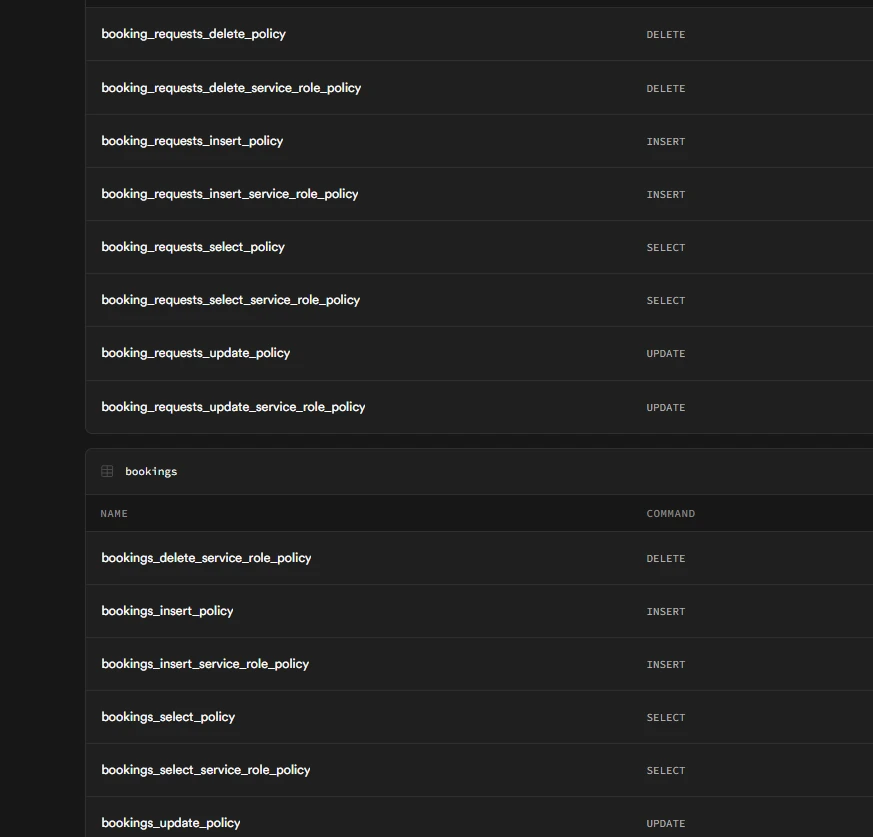 booking_requests_delete_policy DELETE
booking_requests_delete_service_role_policy DELETE
booking_requests_insert_policy INSERT
booking_requests_insert_service_role_policy INSERT
booking_requests_select_policy SELECT
booking_requests_select_service_role_policy SELECT
booking_requests_update_policy UPDATE
booking_requests_update_service_role_policy UPDATE
bookings
NAME COMMAND
bookings_delete_service_role_policy DELETE
bookings_insert_policy INSERT
bookings_insert_service_role_policy INSERT
bookings_select_policy SELECT
bookings_select_service_role_policy SELECT
bookings_update_policy UPDATE